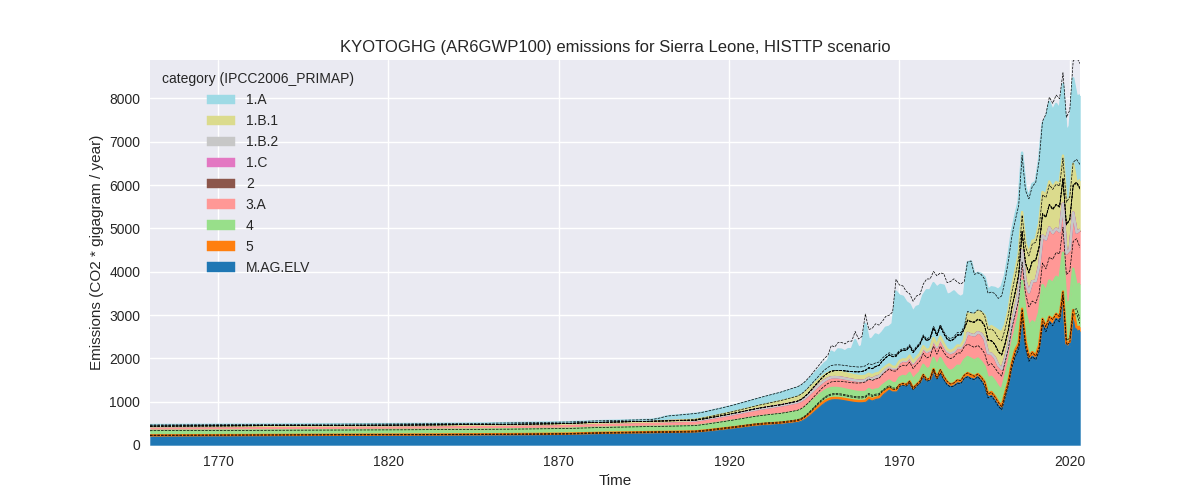 KYOTOGHG (AR6GWP100) emissions for Sierra Leone, HISTTP scenario
category (IPCC2006_PRIMAP)
1.A
1.B.1
1.B.2
1.C
2
3.A
4
5
M.AG.ELV
Emissions (CO2 * gigagram / year)
8000
7000
6000
5000
4000
3000
2000
1000
0
1770
1820
1870
1920
1970
2020
Time